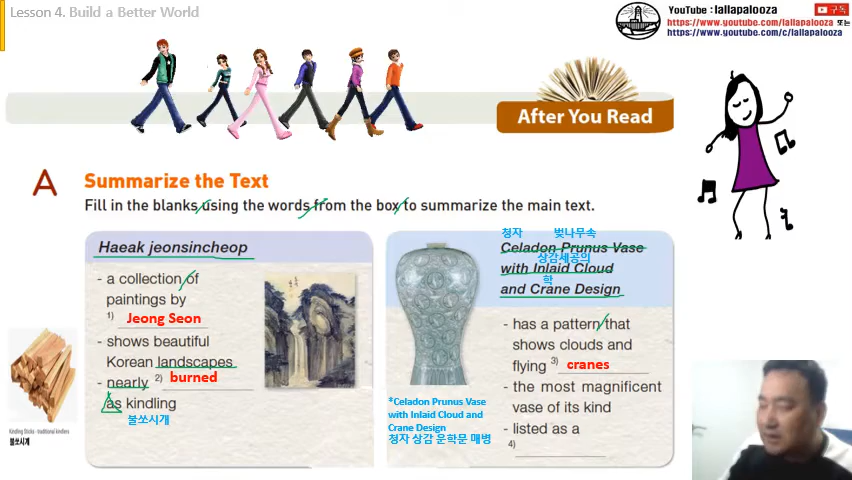 Lesson 4. Build a Better World
YouTube : lallapalooza
구독
https://www.youtube.com/lallapalooza 또는
https://www.youtube.com/c/lallapalooza
After You Read
A
Summarize the Text
Fill in the blanks using the words from the box to summarize the main text.
Haeak jeonsincheop
- a collection of
paintings by
1) Jeong Seon
- shows beautiful
Korean landscapes
- nearly 2) burned
as kindling
불쏘시개
Kindling Sticks - traditional kindlers
불쏘시개
청자 벚나무속
Celadon Prunus Vase
상감세공의
with Inlaid Cloud
학
and Crane Design
- has a pattern that
shows clouds and
flying 3) cranes
- the most magnificent
vase of its kind
- listed as a
4)
*Celadon Prunus Vase
with Inlaid Cloud and
Crane Design
청자 상감 운학문 매병